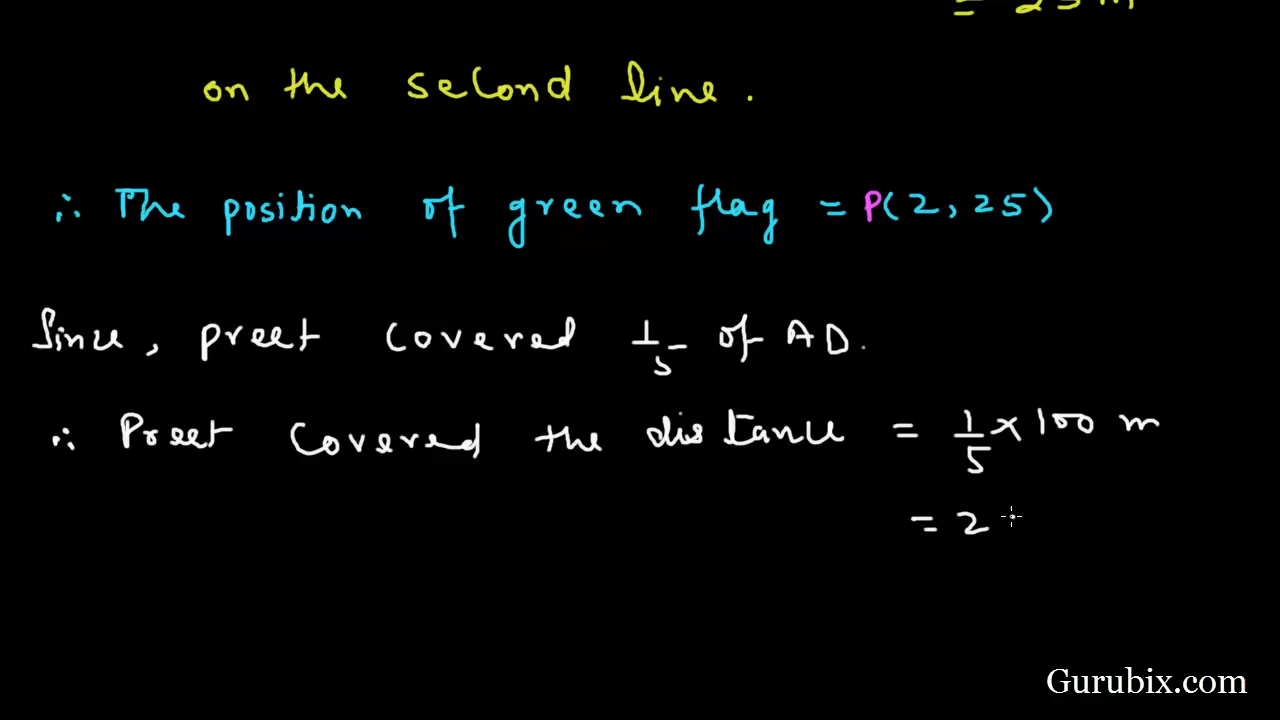 = 25 m
on the second line.
∴ The position of green flag = P(2, 25)
Since, preet covered 1/5 of AD.
∴ Preet covered the distance = 1/5 × 100 m
= 2
Gurubix.com